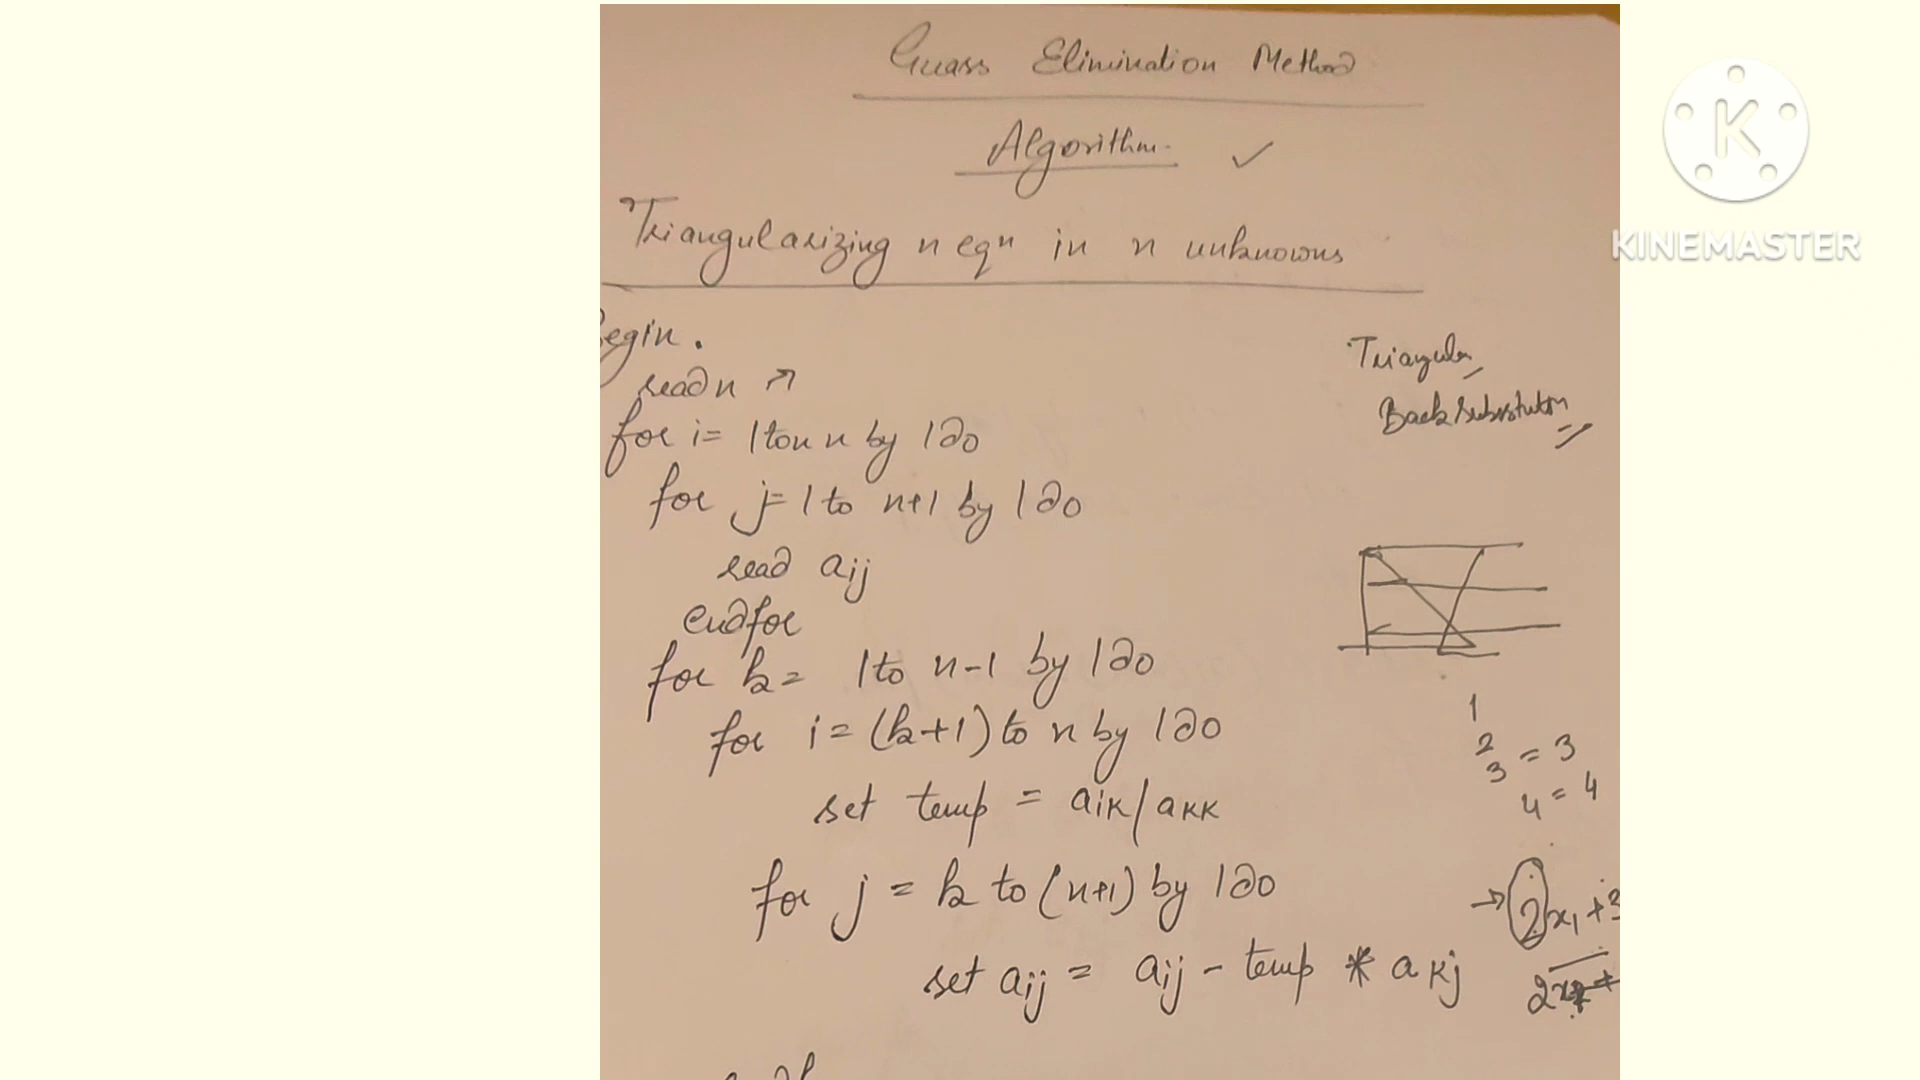 Guass Elimination Method
Algorithm.
Triangularizing n eqn in n unknowns
Begin.
read n
for i = 1 to n by 1 do
for j = 1 to n+1 by 1 do
read aij
endfor
for k = 1 to n-1 by 1 do
for i = (k+1) to n by 1 do
set temp = aik/akk
for j = k to (n+1) by 1 do
set aij = aij - temp * akj
Triangular
Back
1
2
3 = 3
4 = 4
2x1 + 3
K
KINEMASTER